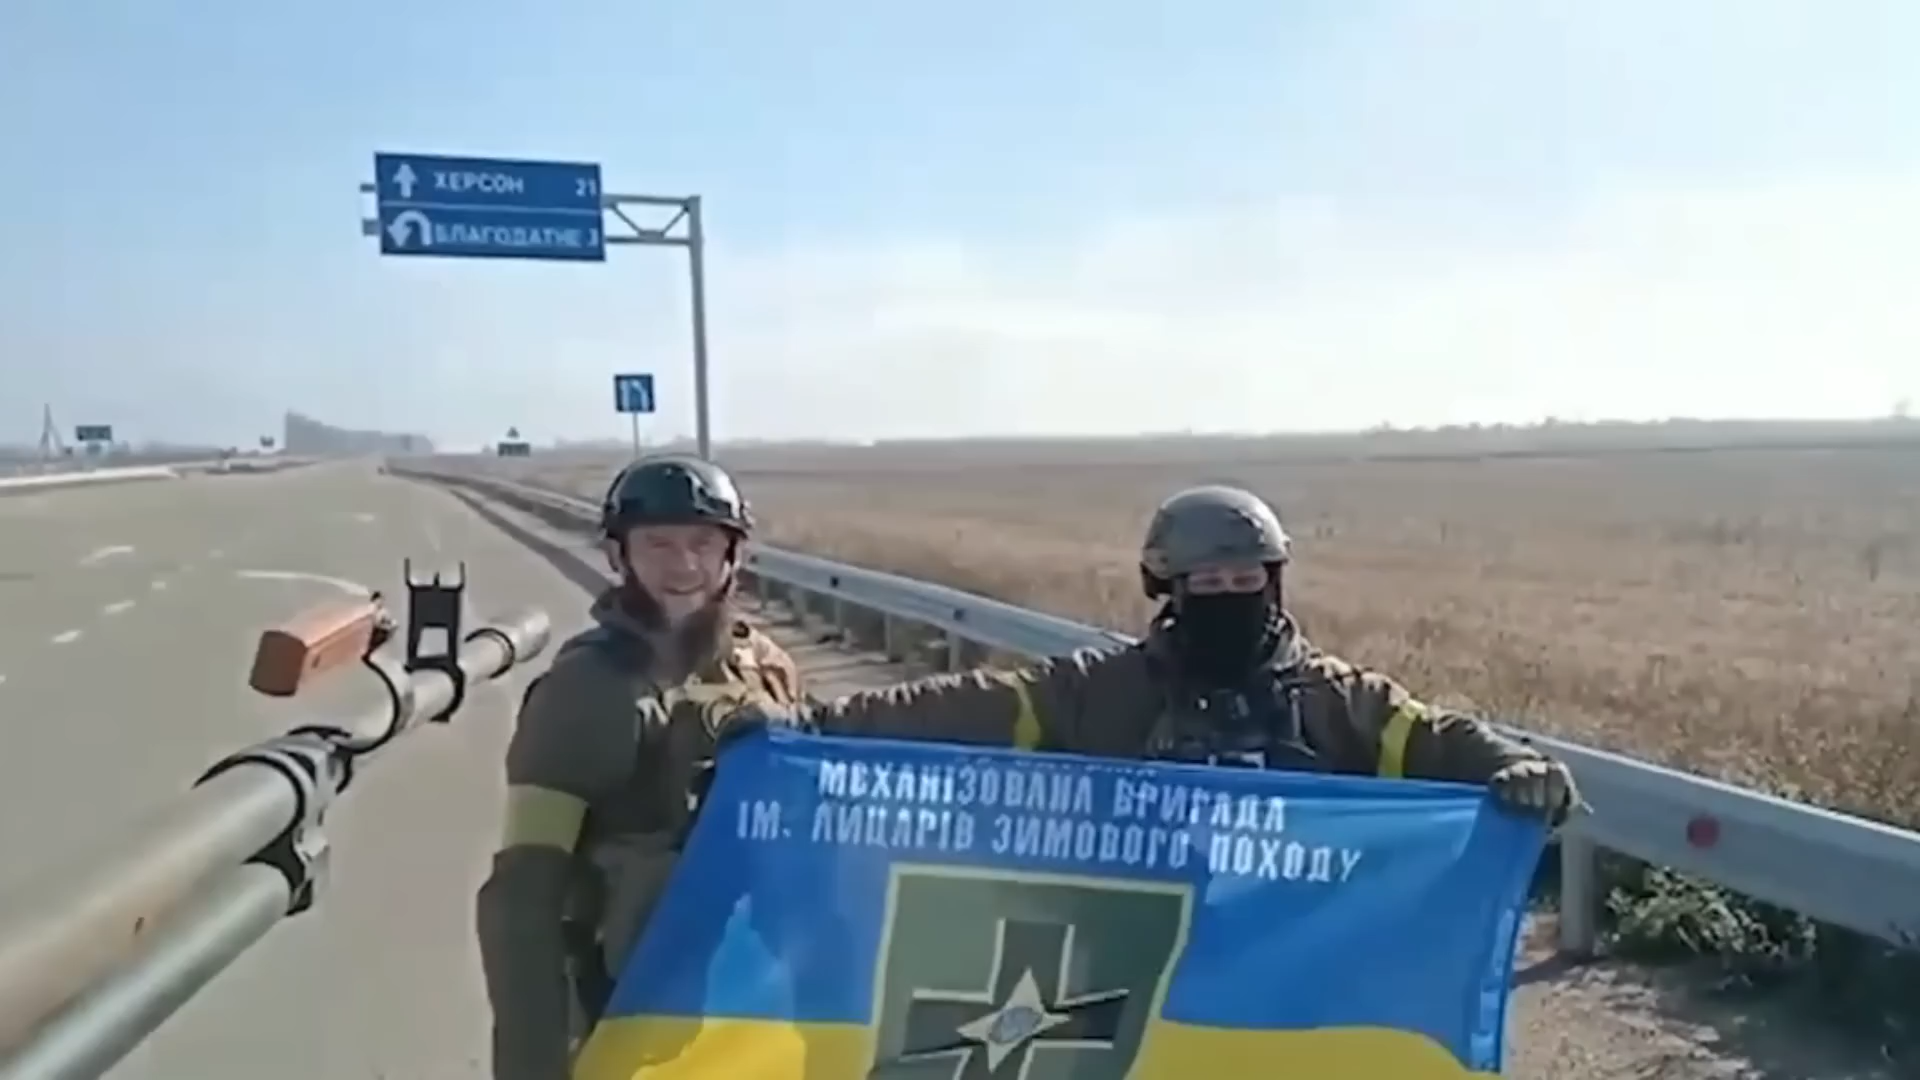 ХЕРСОН 21
БЛАГОДАТНЕ 3
МЕХАНІЗОВАНА БРИГАДА
ІМ. ЛИЦАРІВ ЗИМОВОГО ПОХОДУ